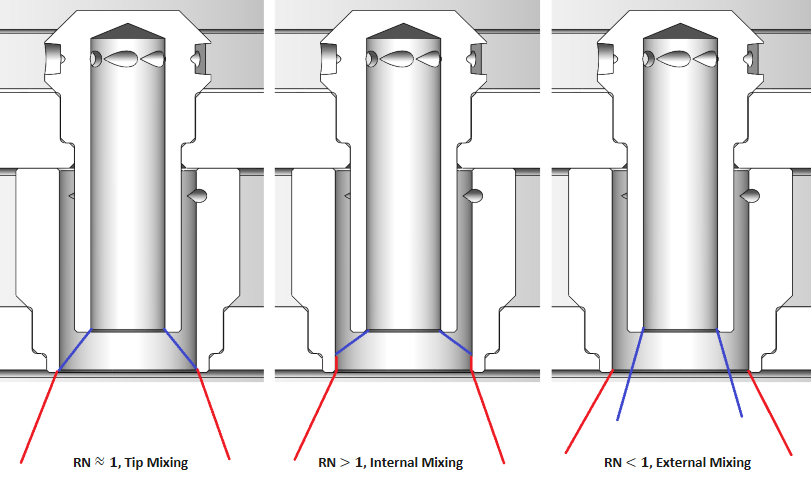 RN ≈ 1, Tip Mixing
RN > 1, Internal Mixing
RN < 1, External Mixing